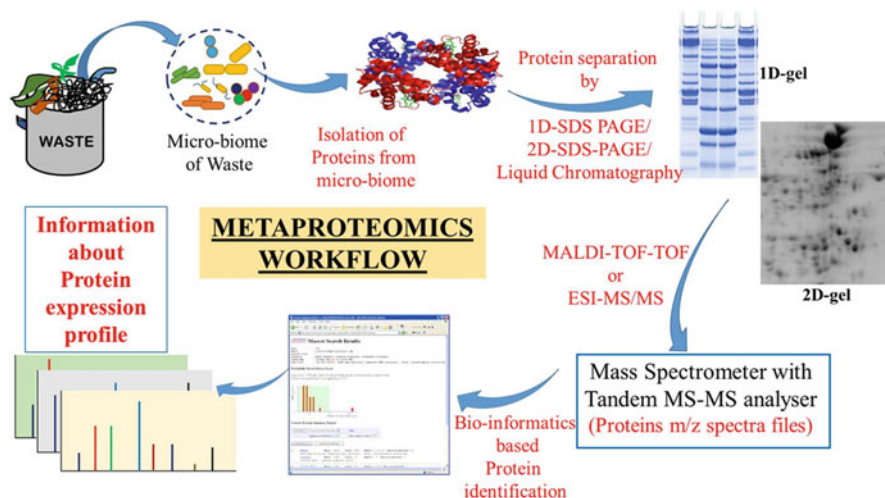 WASTE
Micro-biome
of Waste
Isolation of
Proteins from
micro-biome
Protein separation
by
1D-SDS PAGE/
2D-SDS-PAGE/
Liquid Chromatography
1D-gel
2D-gel
METAPROTEOMICS
WORKFLOW
MALDI-TOF-TOF
or
ESI-MS/MS
Mass Spectrometer with
Tandem MS-MS analyser
(Proteins m/z spectra files)
Bio-informatics
based
Protein
identification
Mascot Search Results
Information
about
Protein
expression
profile